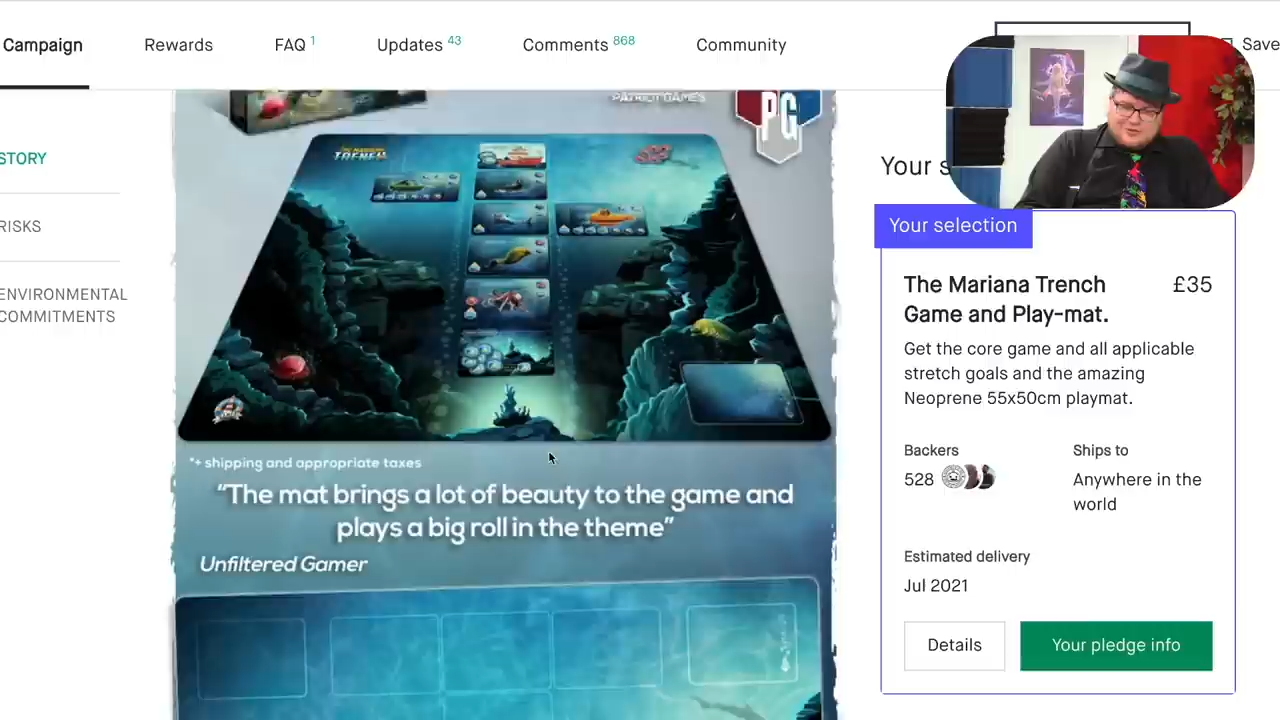 Campaign
Rewards
FAQ 1
Updates 43
Comments 868
Community
Save
STORY
RISKS
ENVIRONMENTAL
COMMITMENTS
PATRIOT GAMES
PG
THE MARIANA
TRENCH
*+ shipping and appropriate taxes
“The mat brings a lot of beauty to the game and
plays a big roll in the theme”
Unfiltered Gamer
Your s
Your selection
The Mariana Trench
Game and Play-mat.
£35
Get the core game and all applicable
stretch goals and the amazing
Neoprene 55x50cm playmat.
Backers
528
Ships to
Anywhere in the
world
Estimated delivery
Jul 2021
Details
Your pledge info